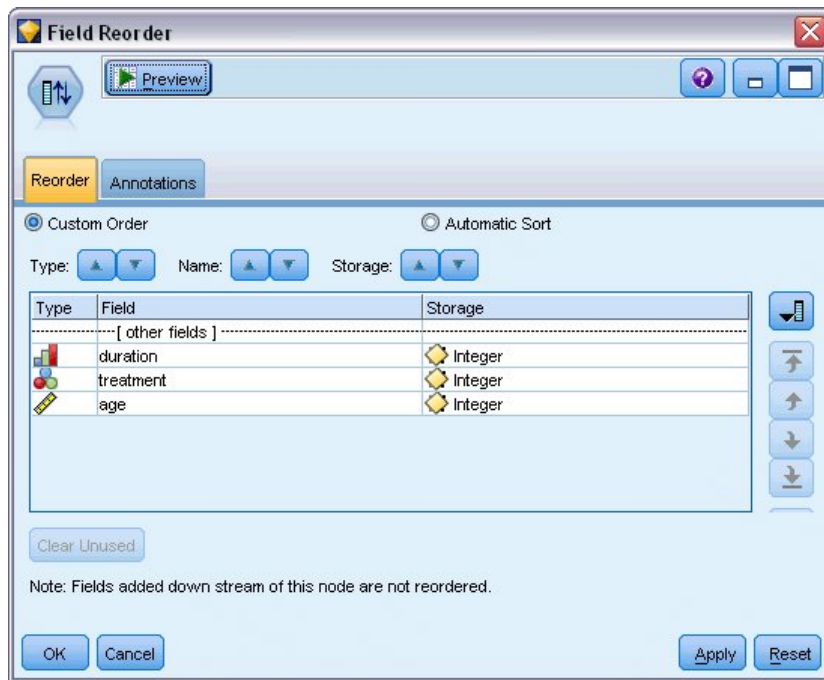 Field Reorder
Preview
Reorder Annotations
Custom Order Automatic Sort
Type: Name: Storage:
Type Field Storage
[ other fields ]
duration Integer
treatment Integer
age Integer
Clear Unused
Note: Fields added down stream of this node are not reordered.
OK Cancel Apply Reset